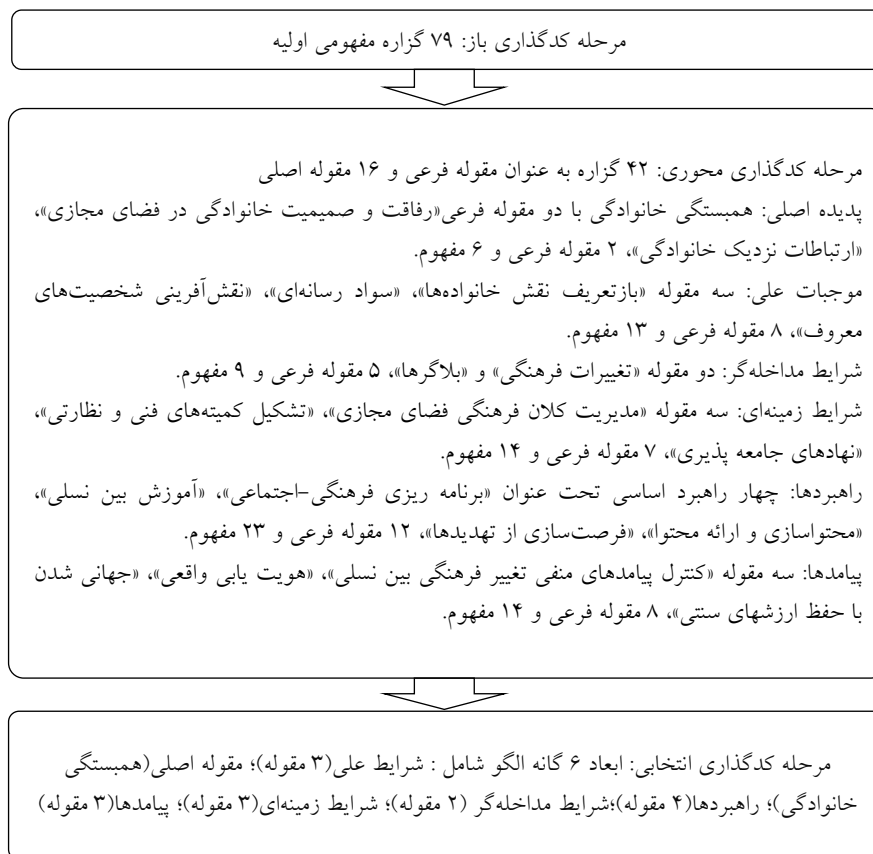 مرحله کدگذاری باز: ۷۹ گزاره مفهومی اولیه
مرحله کدگذاری محوری: ۴۲ گزاره به عنوان مقوله فرعی و ۱۶ مقوله اصلی
پدیده اصلی: همبستگی خانوادگی با دو مقوله فرعی«رفاقت و صمیمیت خانوادگی در فضای مجازی»،
«ارتباطات نزدیک خانوادگی»، ۲ مقوله فرعی و ۶ مفهوم.
موجبات علی: سه مقوله «بازتعریف نقش خانواده‌ها»، «سواد رسانه‌ای»، «نقش‌آفرینی شخصیت‌های
معروف»، ۸ مقوله فرعی و ۱۳ مفهوم.
شرایط مداخله‌گر: دو مقوله «تغییرات فرهنگی» و «بلاگرها»، ۵ مقوله فرعی و ۹ مفهوم.
شرایط زمینه‌ای: سه مقوله «مدیریت کلان فرهنگی فضای مجازی»، «تشکیل کمیته‌های فنی و نظارتی»،
«نهادهای جامعه پذیری»، ۷ مقوله فرعی و ۱۴ مفهوم.
راهبردها: چهار راهبرد اساسی تحت عنوان «برنامه ریزی فرهنگی-اجتماعی»، «آموزش بین نسلی»،
«محتواسازی و ارائه محتوا»، «فرصت‌سازی از تهدیدها»، ۱۲ مقوله فرعی و ۲۳ مفهوم.
پیامدها: سه مقوله «کنترل پیامدهای منفی تغییر فرهنگی بین نسلی»، «هویت یابی واقعی»، «جهانی شدن
با حفظ ارزشهای سنتی»، ۸ مقوله فرعی و ۱۴ مفهوم.
مرحله کدگذاری انتخابی: ابعاد ۶ گانه الگو شامل : شرایط علی(۳ مقوله)؛ مقوله اصلی(همبستگی
خانوادگی)؛ راهبردها(۴ مقوله)؛شرایط مداخله‌گر (۲ مقوله)؛ شرایط زمینه‌ای(۳ مقوله)؛ پیامدها(۳ مقوله)